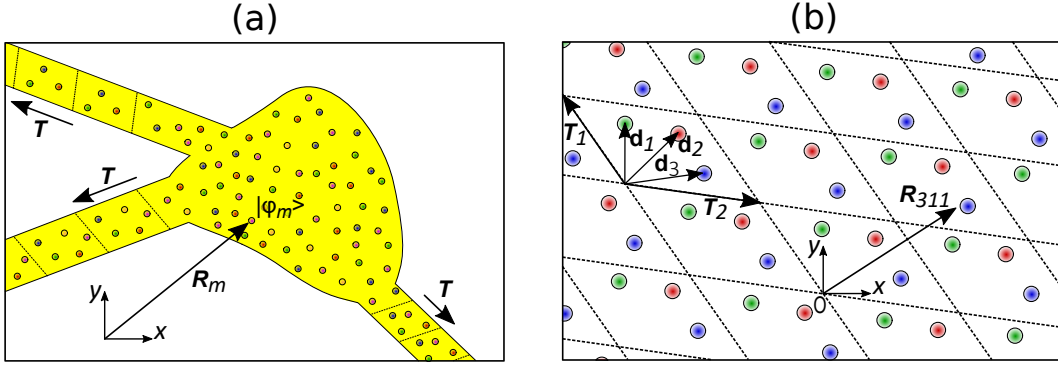 (a)
(b)
T
T
|φₘ>
Rₘ
T
y
x
T₁
d₁
d₂
d₃
T₂
R₃₁₁
y
x
0